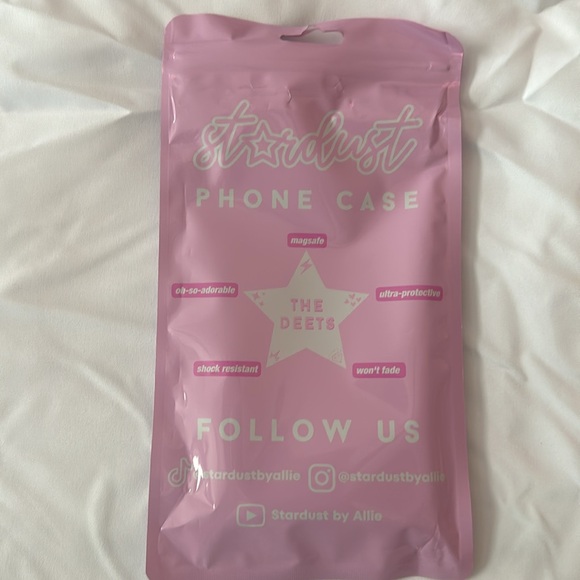 stardust
PHONE CASE
magsafe
oh-so-adorable
ultra-protective
THE
DEETS
shock resistant
won't fade
FOLLOW US
@stardustbyallie @stardustbyallie
Stardust by Allie